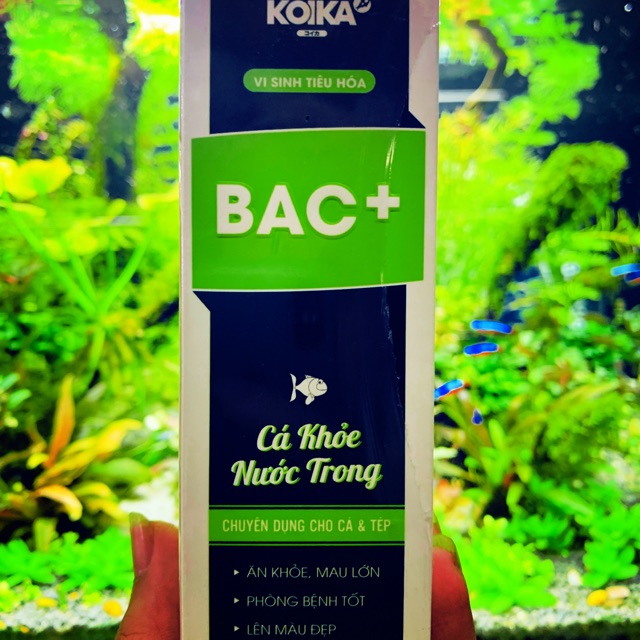 KOIKA
コイカ
VI SINH TIÊU HÓA
BAC+
Cá Khỏe
Nước Trong
CHUYÊN DỤNG CHO CÁ & TÉP
▸ ĂN KHỎE, MAU LỚN
▸ PHÒNG BỆNH TỐT
▸ LÊN MÀU ĐẸP